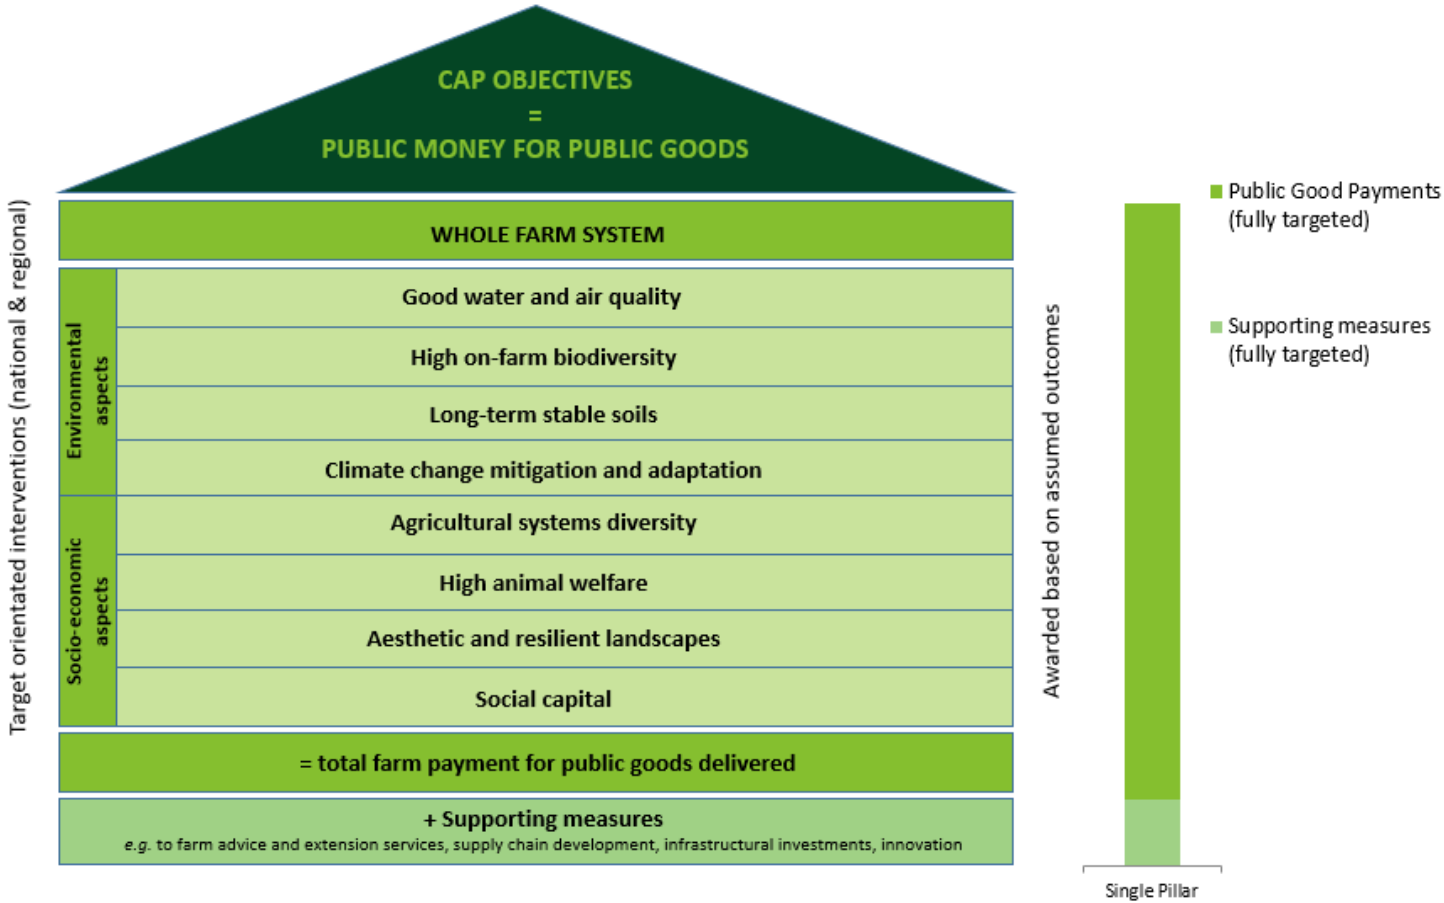 CAP OBJECTIVES
=
PUBLIC MONEY FOR PUBLIC GOODS
Target orientated interventions (national & regional)
WHOLE FARM SYSTEM
Environmental
aspects
Good water and air quality
High on-farm biodiversity
Long-term stable soils
Climate change mitigation and adaptation
Socio-economic
aspects
Agricultural systems diversity
High animal welfare
Aesthetic and resilient landscapes
Social capital
= total farm payment for public goods delivered
+ Supporting measures
e.g. to farm advice and extension services, supply chain development, infrastructural investments, innovation
Awarded based on assumed outcomes
Public Good Payments
(fully targeted)
Supporting measures
(fully targeted)
Single Pillar